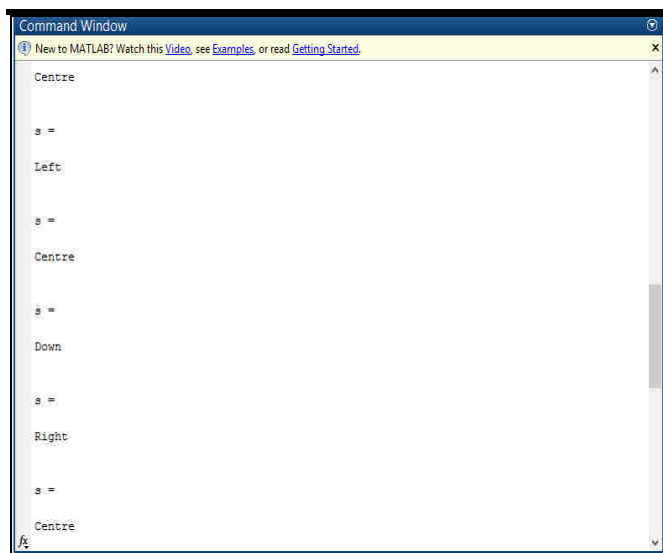 Command Window
New to MATLAB? Watch this Video, see Examples, or read Getting Started.
Centre
s =
Left
s =
Centre
s =
Down
s =
Right
s =
Centre
fx